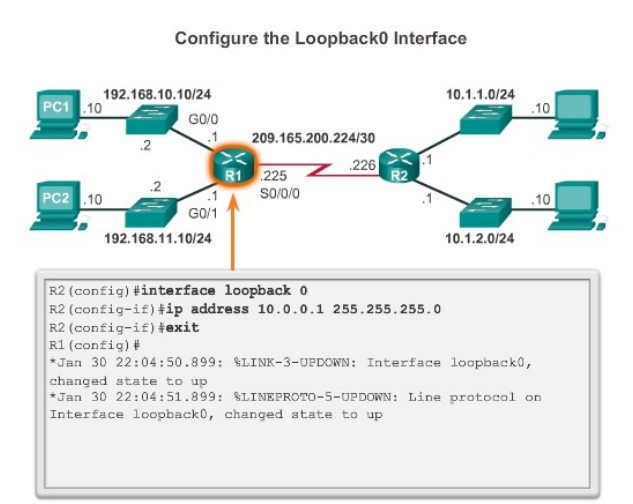 Configure the Loopback0 Interface
192.168.10.10/24
10.1.1.0/24
PC1
.10
G0/0
.10
.2
.1
209.165.200.224/30
.1
R1
.225
.226
R2
S0/0/0
.2
PC2
.10
.1
.1
.10
G0/1
192.168.11.10/24
10.1.2.0/24
R2(config)#interface loopback 0
R2(config-if)#ip address 10.0.0.1 255.255.255.0
R2(config-if)#exit
R1(config)#
*Jan 30 22:04:50.899: %LINK-3-UPDOWN: Interface loopback0,
changed state to up
*Jan 30 22:04:51.899: %LINEPROTO-5-UPDOWN: Line protocol on
Interface loopback0, changed state to up